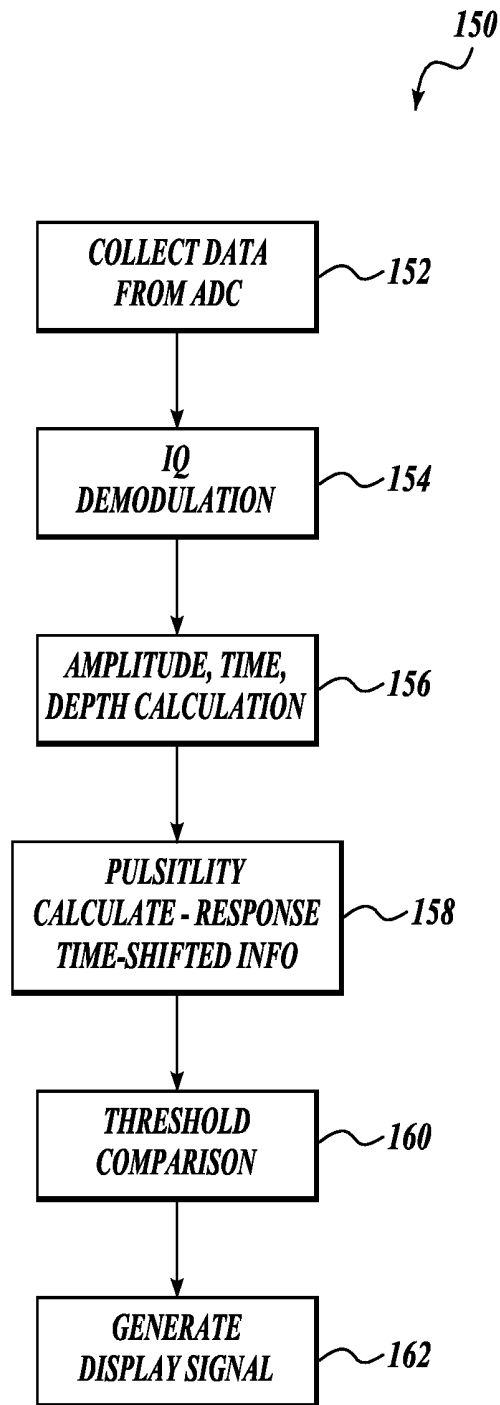 150
COLLECT DATA
FROM ADC
152
IQ
DEMODULATION
154
AMPLITUDE, TIME,
DEPTH CALCULATION
156
PULSITLITY
CALCULATE - RESPONSE
TIME-SHIFTED INFO
158
THRESHOLD
COMPARISON
160
GENERATE
DISPLAY SIGNAL
162